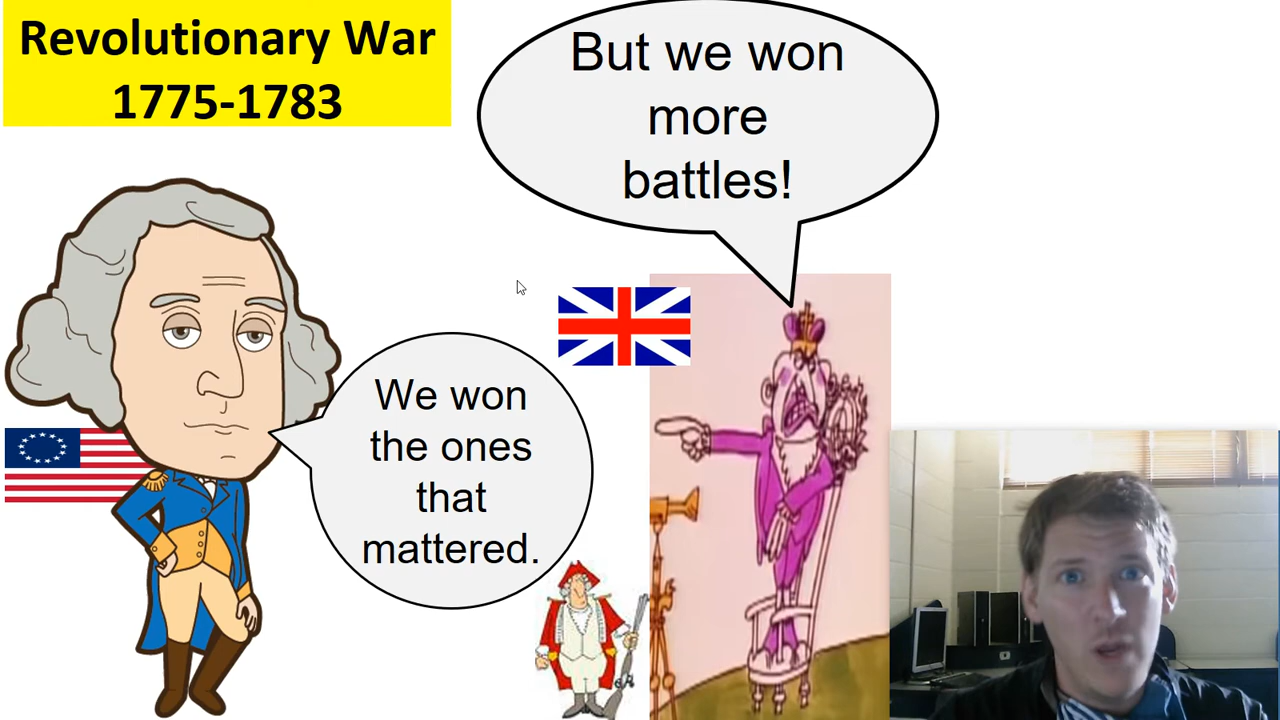 Revolutionary War
1775-1783
But we won
more
battles!
We won
the ones
that
mattered.